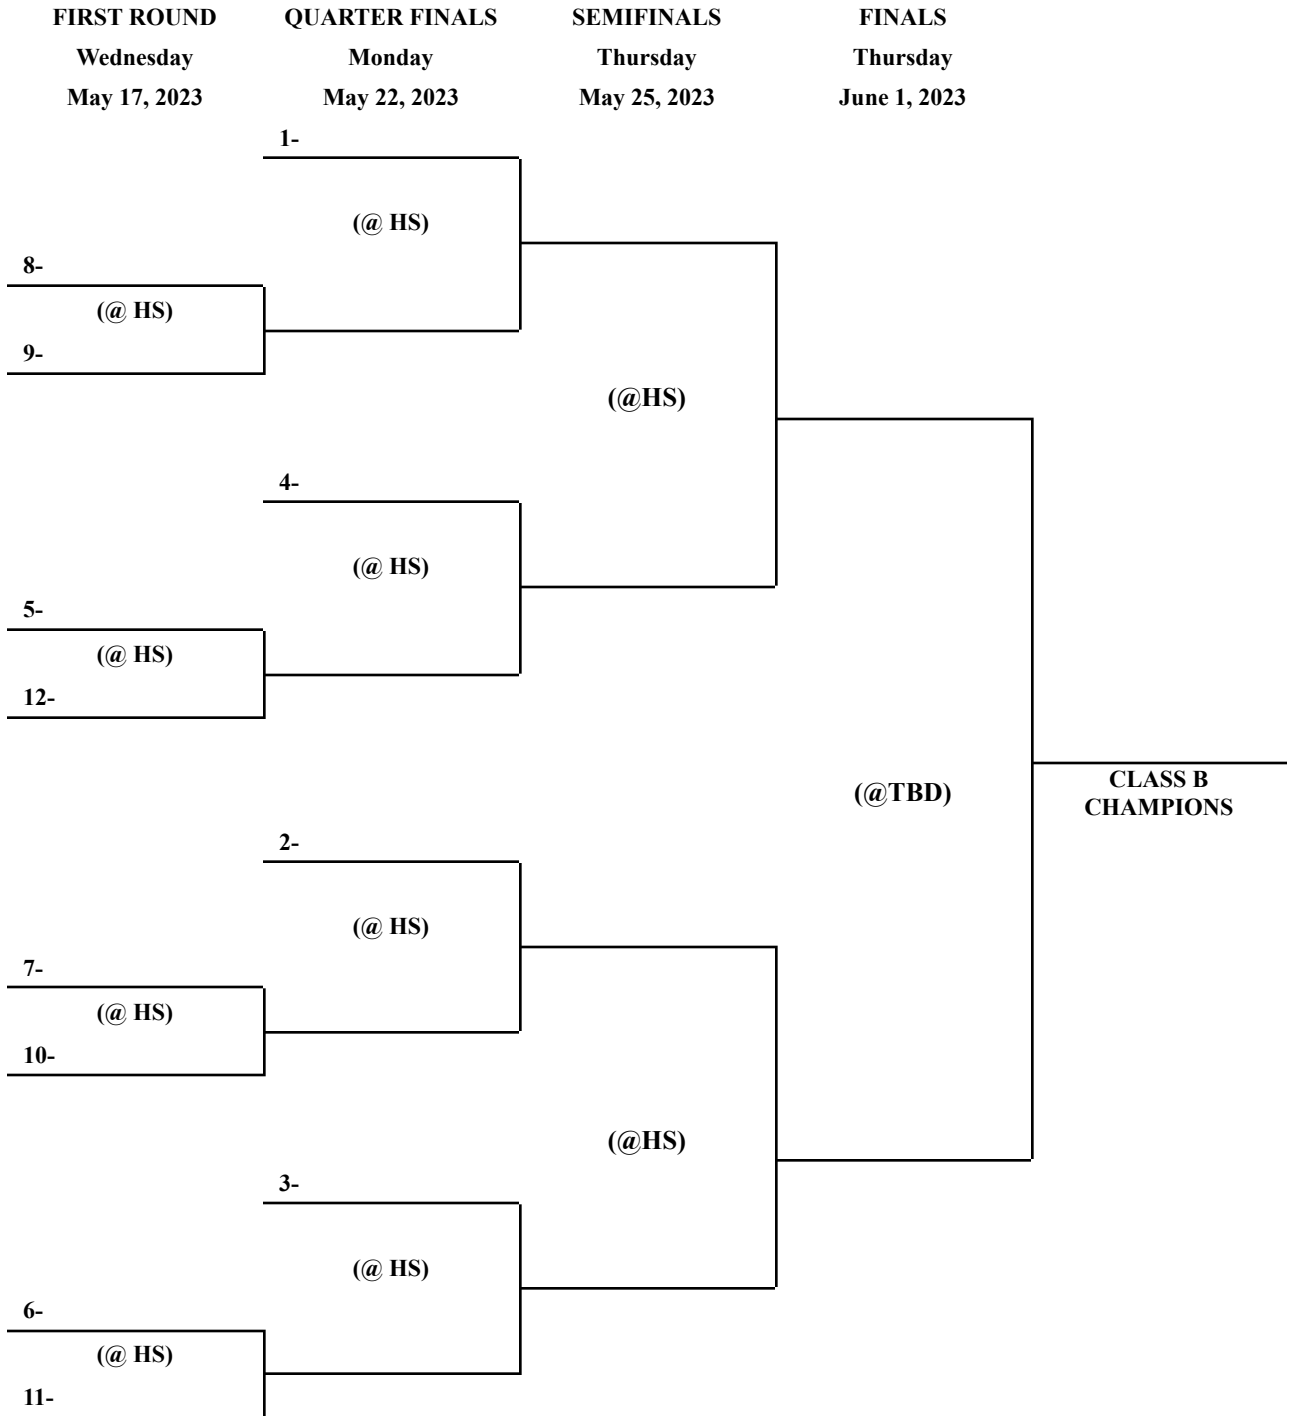 FIRST ROUND QUARTER FINALS SEMIFINALS FINALS
Wednesday Monday Thursday Thursday
May 17, 2023 May 22, 2023 May 25, 2023 June 1, 2023
1-
(@ HS)
8-
(@ HS)
9-
(@HS)
4-
(@ HS)
5-
(@ HS)
12-
CLASS B
(@TBD)
CHAMPIONS
2-
(@ HS)
7-
(@ HS)
10-
(@HS)
3-
(@ HS)
6-
(@ HS)
11-